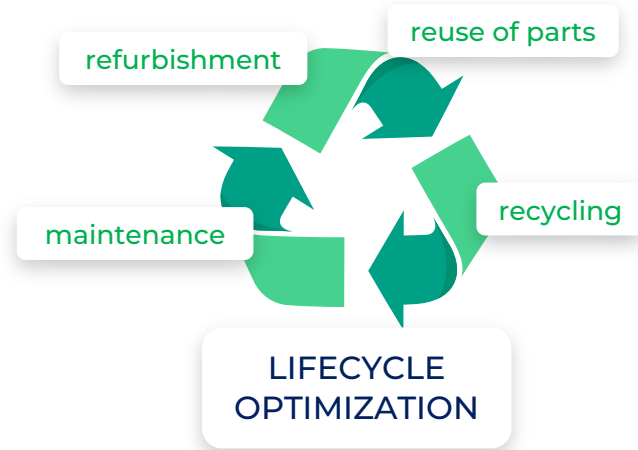 reuse of parts
refurbishment
recycling
maintenance
LIFECYCLE
OPTIMIZATION